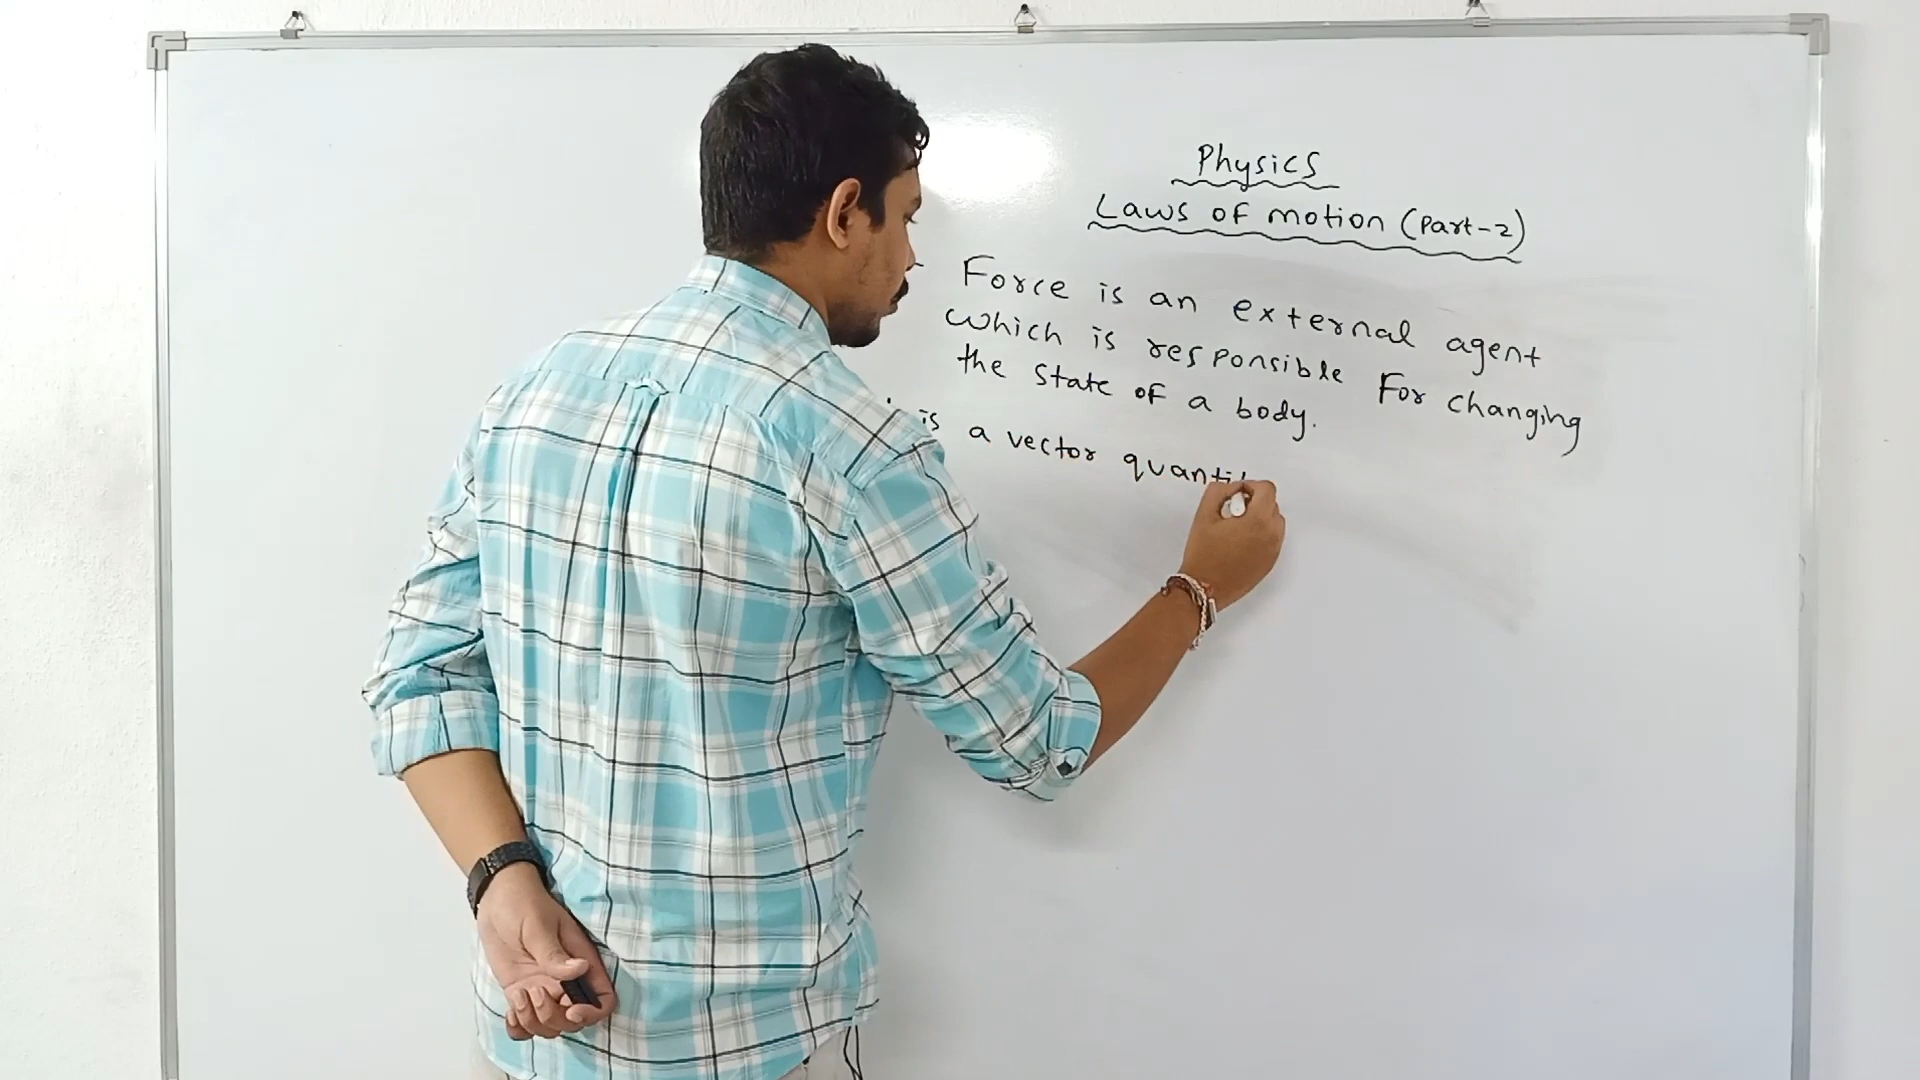 Physics
Laws of motion (Part-2)
Force is an external agent
which is responsible For changing
the state of a body.
is a vector quanti